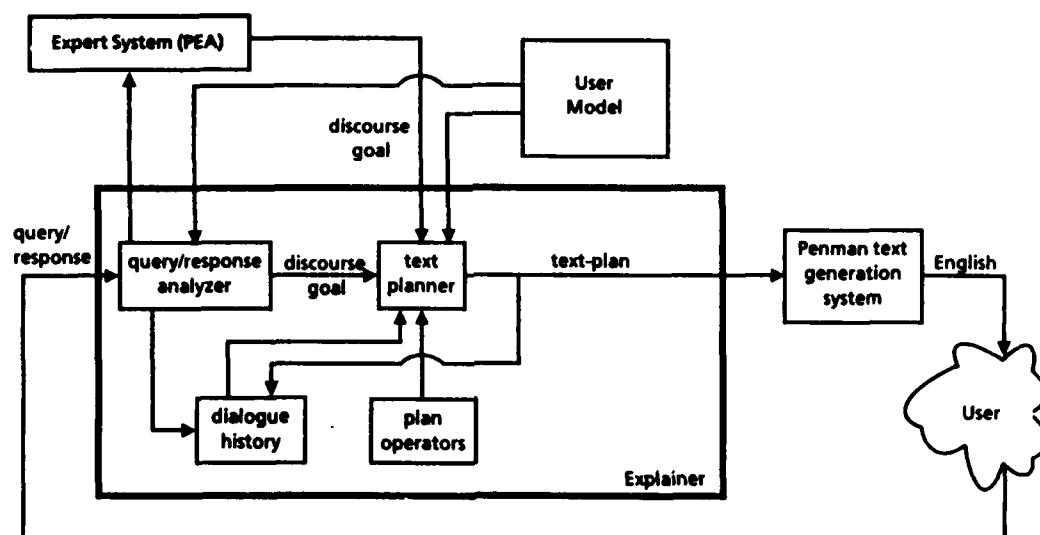 Expert System (PEA)
User
Model
discourse
goal
query/
response
query/response
analyzer
discourse
goal
text
planner
text-plan
Penman text
generation
system
English
dialogue
history
plan
operators
User
Explainer